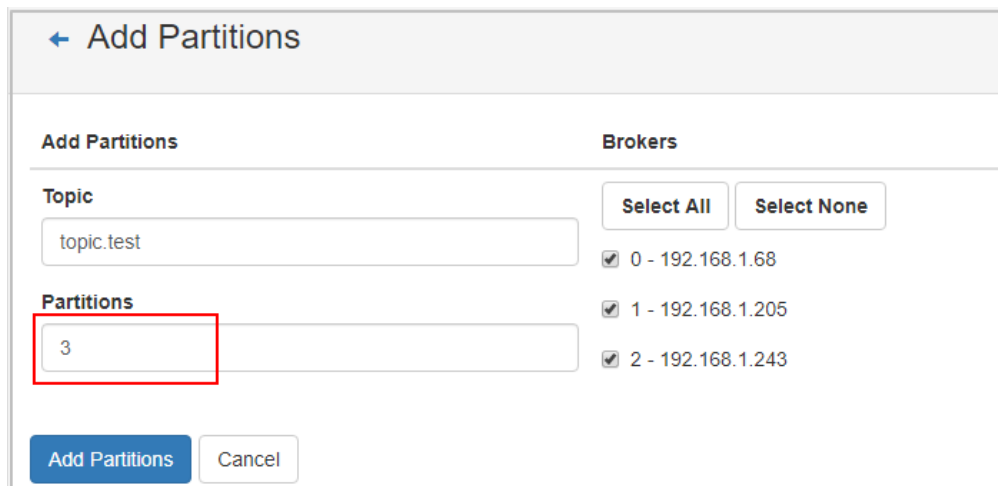 Add Partitions
Add Partitions
Brokers
Topic
Select All
Select None
topic.test
0 - 192.168.1.68
Partitions
1 - 192.168.1.205
3
2 - 192.168.1.243
Add Partitions
Cancel